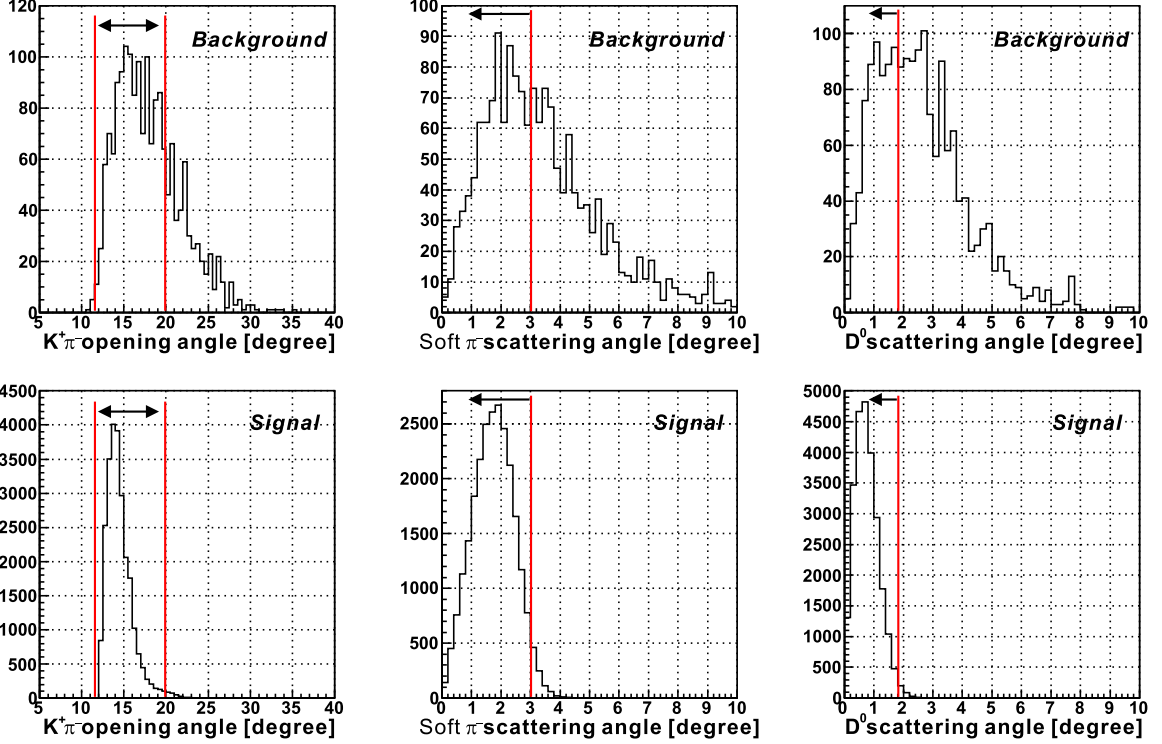 120
100
80
60
40
20
0
5 10 15 20 25 30 35 40
Background
K⁺π⁻opening angle [degree]
100
90
80
70
60
50
40
30
20
10
0
0 1 2 3 4 5 6 7 8 9 10
Background
Soft π⁻scattering angle [degree]
100
80
60
40
20
0
0 1 2 3 4 5 6 7 8 9 10
Background
D⁰scattering angle [degree]
4500
4000
3500
3000
2500
2000
1500
1000
500
0
5 10 15 20 25 30 35 40
Signal
K⁺π⁻opening angle [degree]
2500
2000
1500
1000
500
0
0 1 2 3 4 5 6 7 8 9 10
Signal
Soft π⁻scattering angle [degree]
5000
4500
4000
3500
3000
2500
2000
1500
1000
500
0
0 1 2 3 4 5 6 7 8 9 10
Signal
D⁰scattering angle [degree]